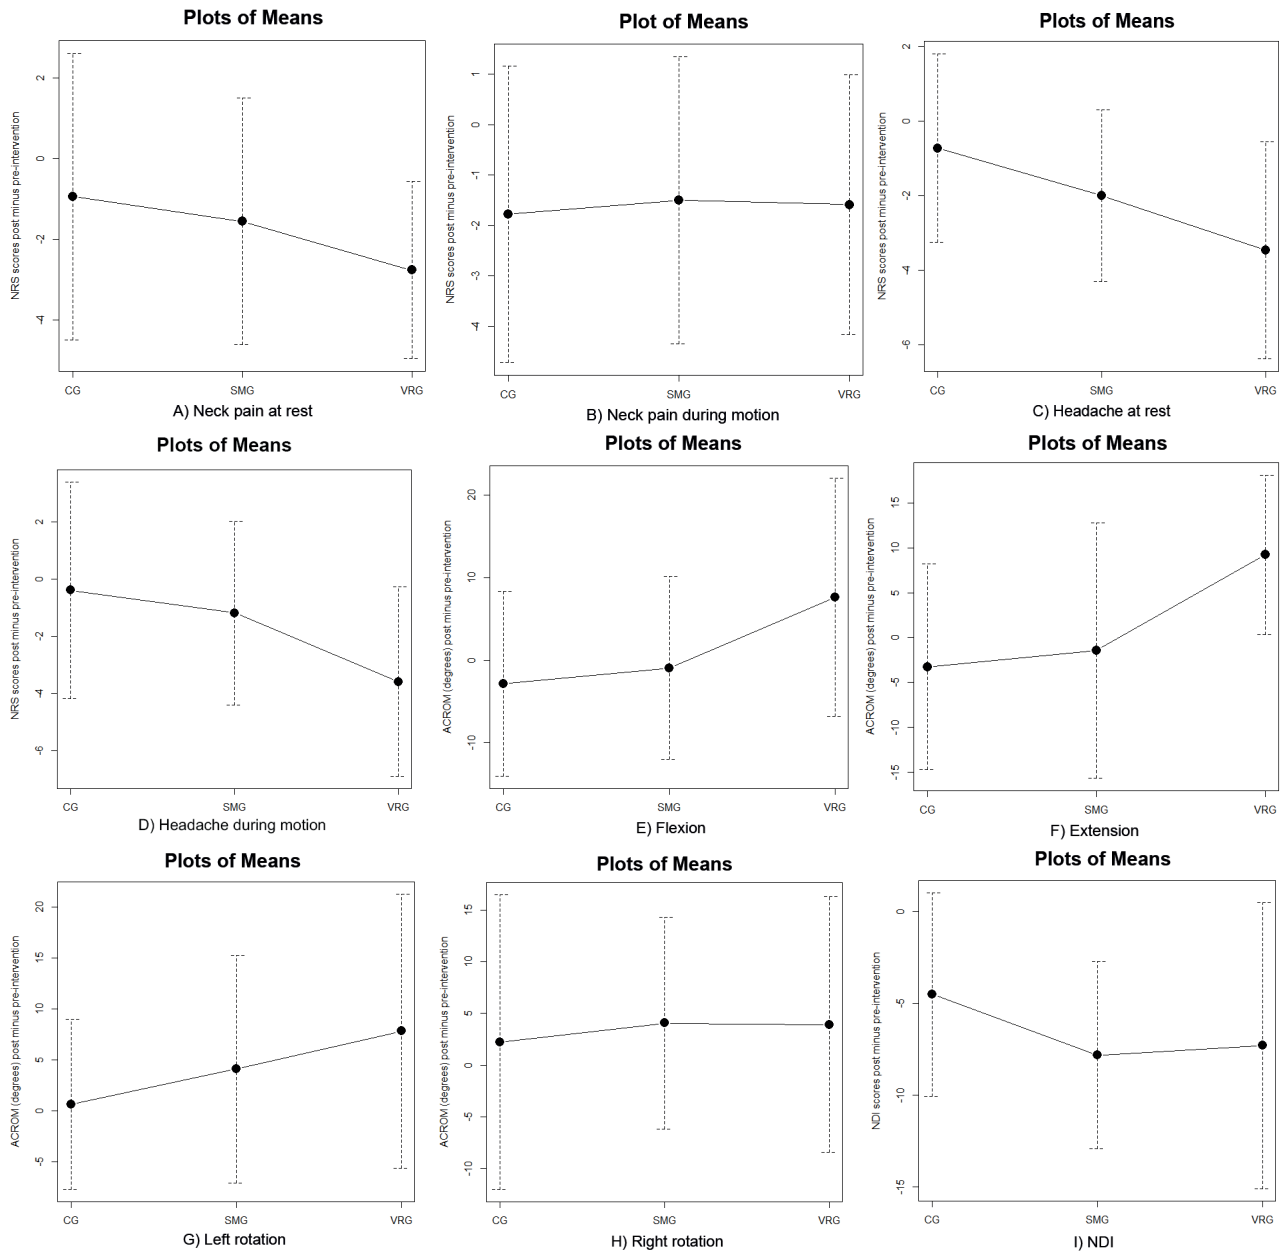 Plots of Means
NRS scores post minus pre-intervention
2
0
-2
-4
CG SMG VRG
A) Neck pain at rest
Plot of Means
NRS scores post minus pre-intervention
1
0
-1
-2
-3
-4
CG SMG VRG
B) Neck pain during motion
Plots of Means
NRS scores post minus pre-intervention
2
0
-2
-4
-6
CG SMG VRG
C) Headache at rest
Plots of Means
NRS scores post minus pre-intervention
2
0
-2
-4
-6
CG SMG VRG
D) Headache during motion
Plots of Means
ACROM (degrees) post minus pre-intervention
20
10
0
-10
CG SMG VRG
E) Flexion
Plots of Means
ACROM (degrees) post minus pre-intervention
15
10
5
0
-5
-10
-15
CG SMG VRG
F) Extension
Plots of Means
ACROM (degrees) post minus pre-intervention
20
15
10
5
0
-5
CG SMG VRG
G) Left rotation
Plots of Means
ACROM (degrees) post minus pre-intervention
15
10
5
0
-5
-10
CG SMG VRG
H) Right rotation
Plots of Means
NDI scores post minus pre-intervention
0
-5
-10
-15
CG SMG VRG
I) NDI